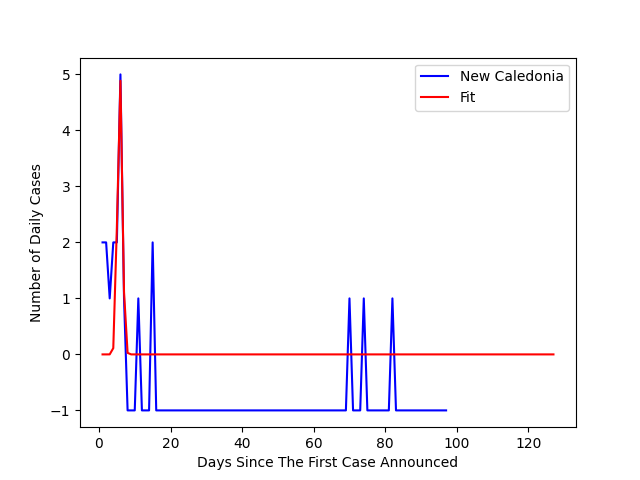 New Caledonia
Fit
Number of Daily Cases
5
4
3
2
1
0
−1
0 20 40 60 80 100 120
Days Since The First Case Announced